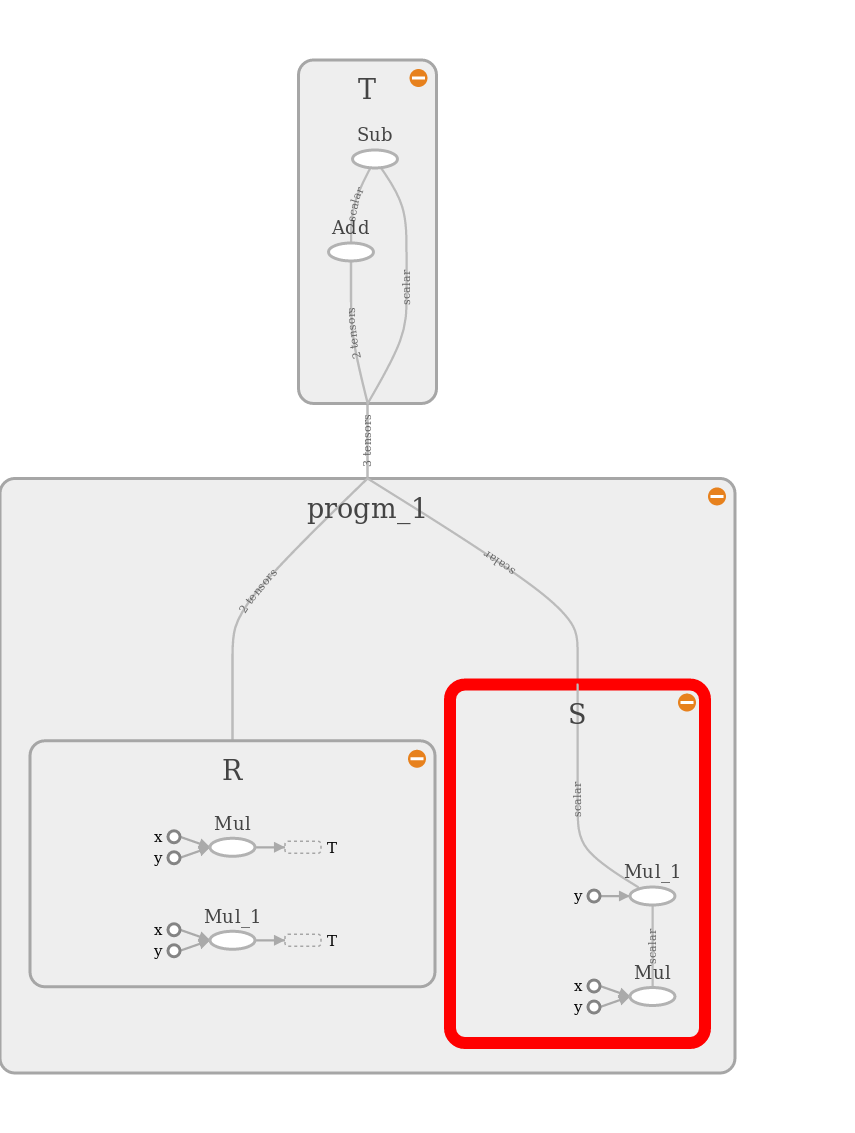 T
Sub
scalar
Add
scalar
2 tensors
3 tensors
progm_1
scalar
2 tensors
S
R
scalar
Mul
x
y
T
Mul_1
y
Mul_1
x
y
T
scalar
Mul
x
y